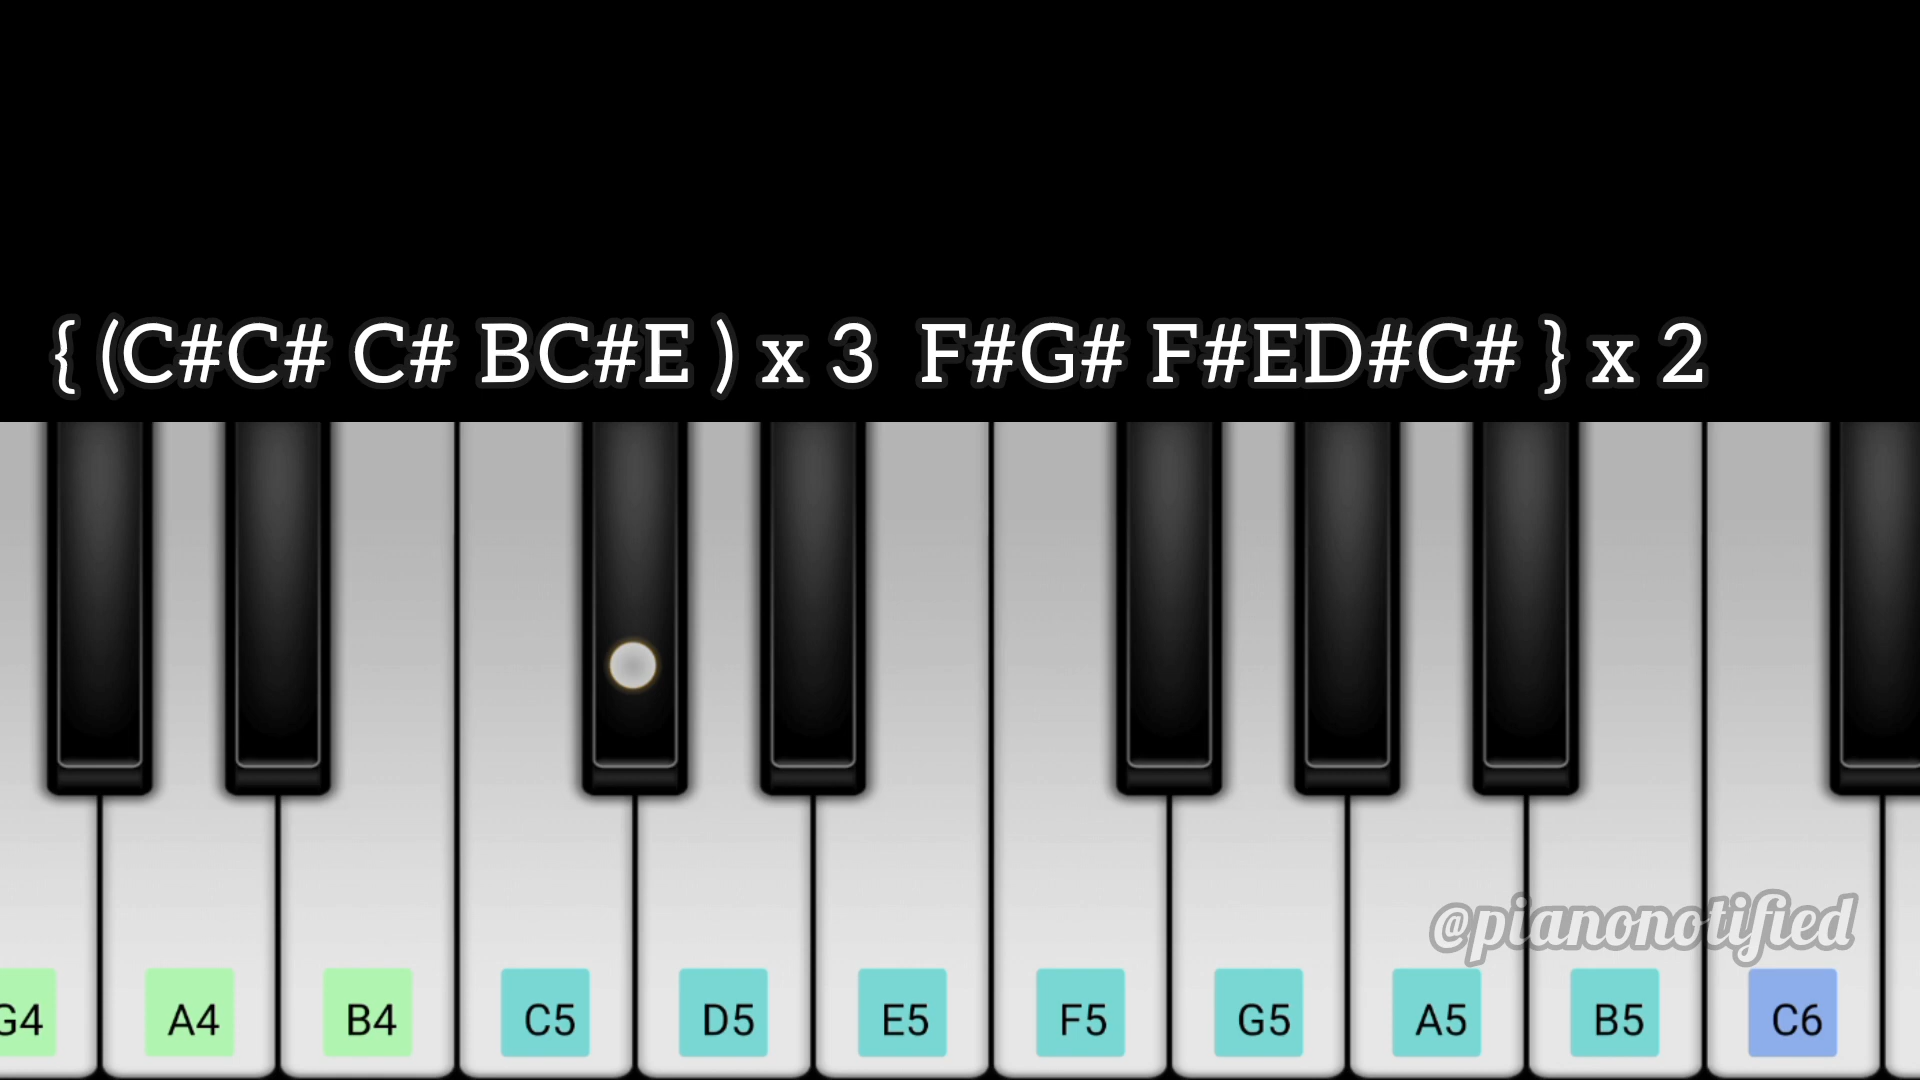 { (C#C# C# BC#E ) x 3 F#G# F#ED#C# } x 2
@pianonotified
G4 A4 B4 C5 D5 E5 F5 G5 A5 B5 C6